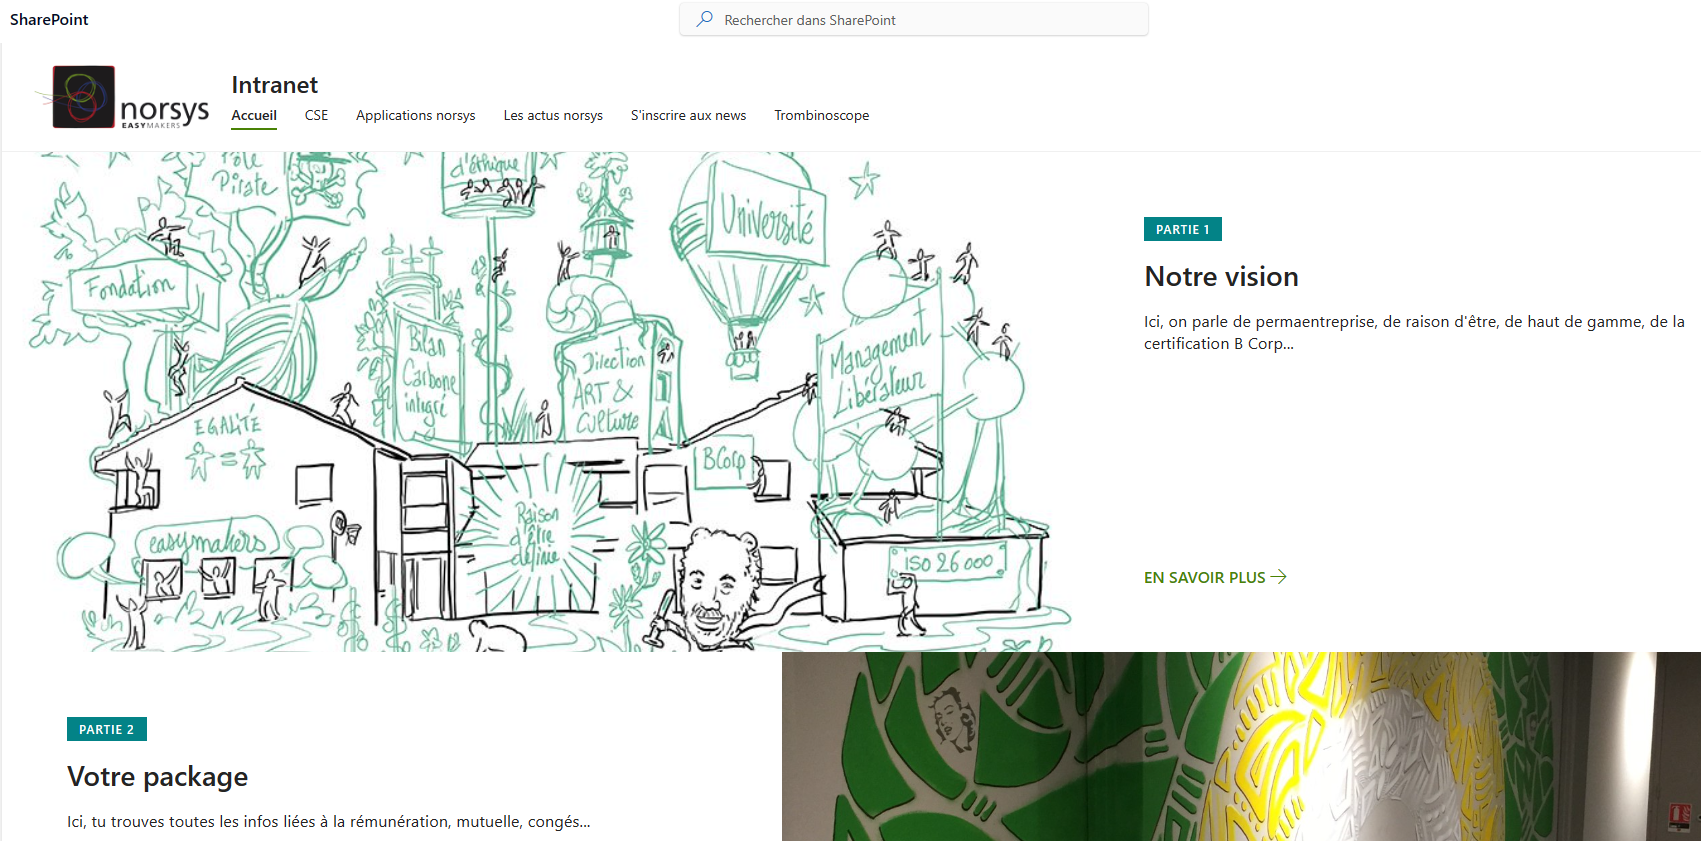 SharePoint
Rechercher dans SharePoint
norsys
EASYMAKERS
Intranet
Accueil
CSE
Applications norsys
Les actus norsys
S'inscrire aux news
Trombinoscope
Pôle
Pirate
d'éthique
Université
Fondation
Bilan
Carbone
intégré
Direction
ART &
Culture
Management
Libérateur
EGALITÉ
=
BCorp
easymakers
Raison
d'être
définie
ISO 26 000
PARTIE 1
Notre vision
Ici, on parle de permaentreprise, de raison d'être, de haut de gamme, de la
certification B Corp...
EN SAVOIR PLUS
PARTIE 2
Votre package
Ici, tu trouves toutes les infos liées à la rémunération, mutuelle, congés...